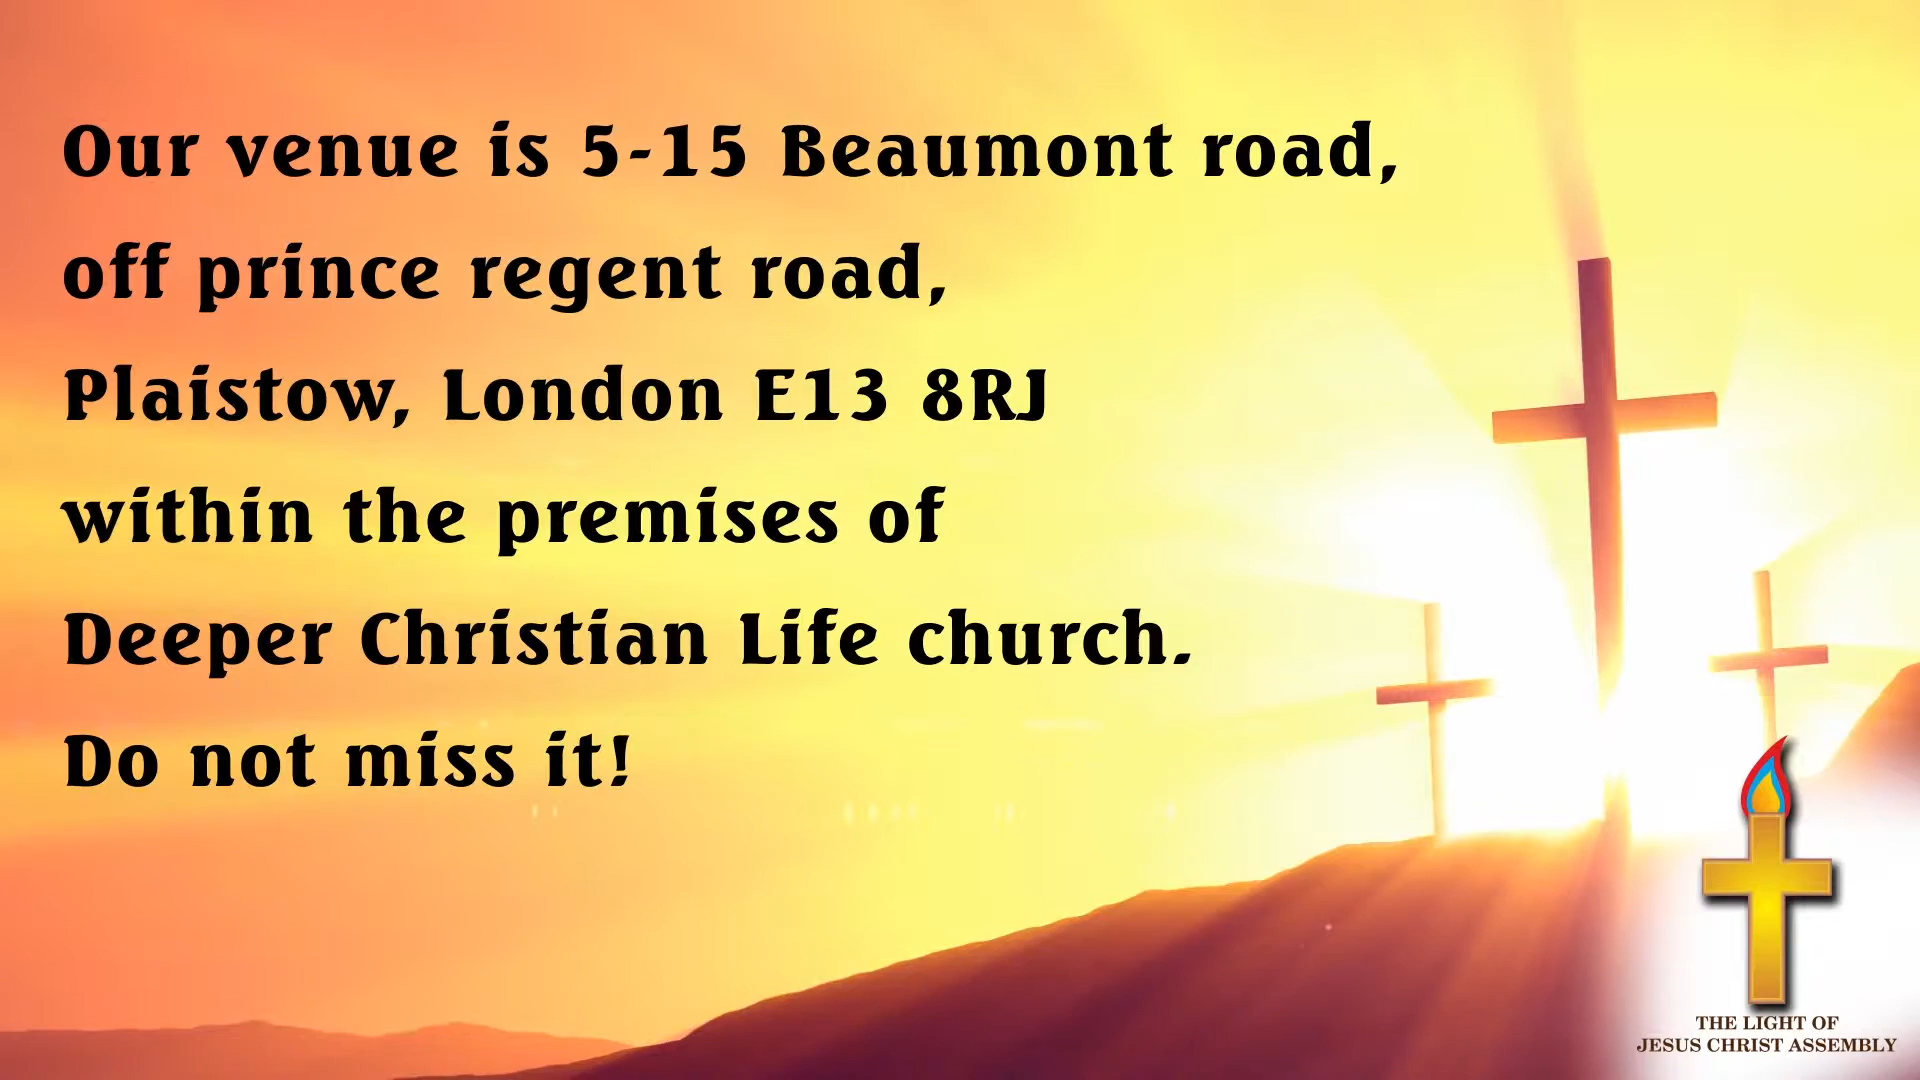 Our venue is 5-15 Beaumont road,
off prince regent road,
Plaistow, London E13 8RJ
within the premises of
Deeper Christian Life church.
Do not miss it!
THE LIGHT OF
JESUS CHRIST ASSEMBLY